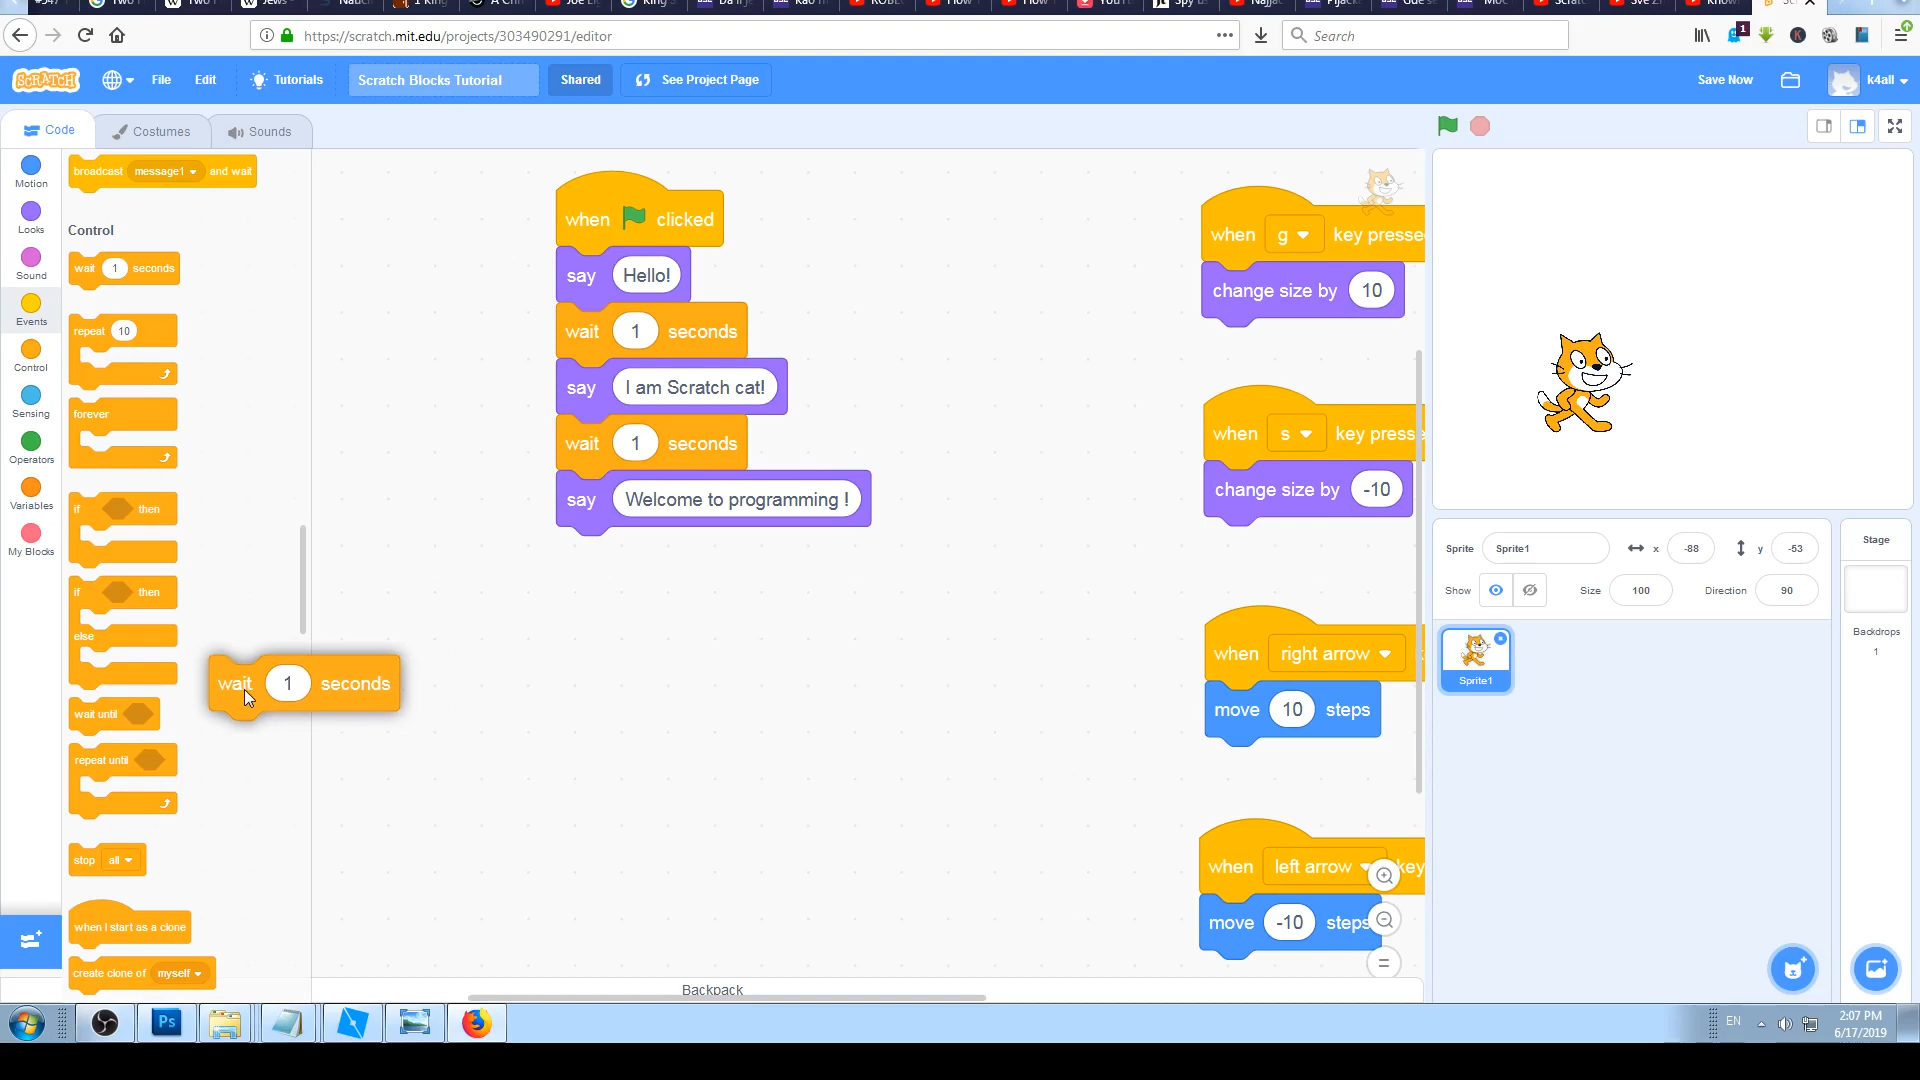 https://scratch.mit.edu/projects/303490291/editor
Search
1
SCRATCH
File
Edit
Tutorials
Scratch Blocks Tutorial
Shared
See Project Page
Save Now
k4all
Code
Costumes
Sounds
Motion
Looks
Sound
Events
Control
Sensing
Operators
Variables
My Blocks
broadcast message1 and wait
Control
wait 1 seconds
repeat 10
forever
if then
if then
else
wait until
repeat until
stop all
when I start as a clone
create clone of myself
wait 1 seconds
when clicked
say Hello!
wait 1 seconds
say I am Scratch cat!
wait 1 seconds
say Welcome to programming !
when g key presse
change size by 10
when s key press
change size by -10
when right arrow
move 10 steps
when left arrow key
move -10 steps
Backpack
Sprite Sprite1 x -88 y -53
Show Size 100 Direction 90
Sprite1
Stage
Backdrops
1
Ps
EN
2:07 PM
6/17/2019